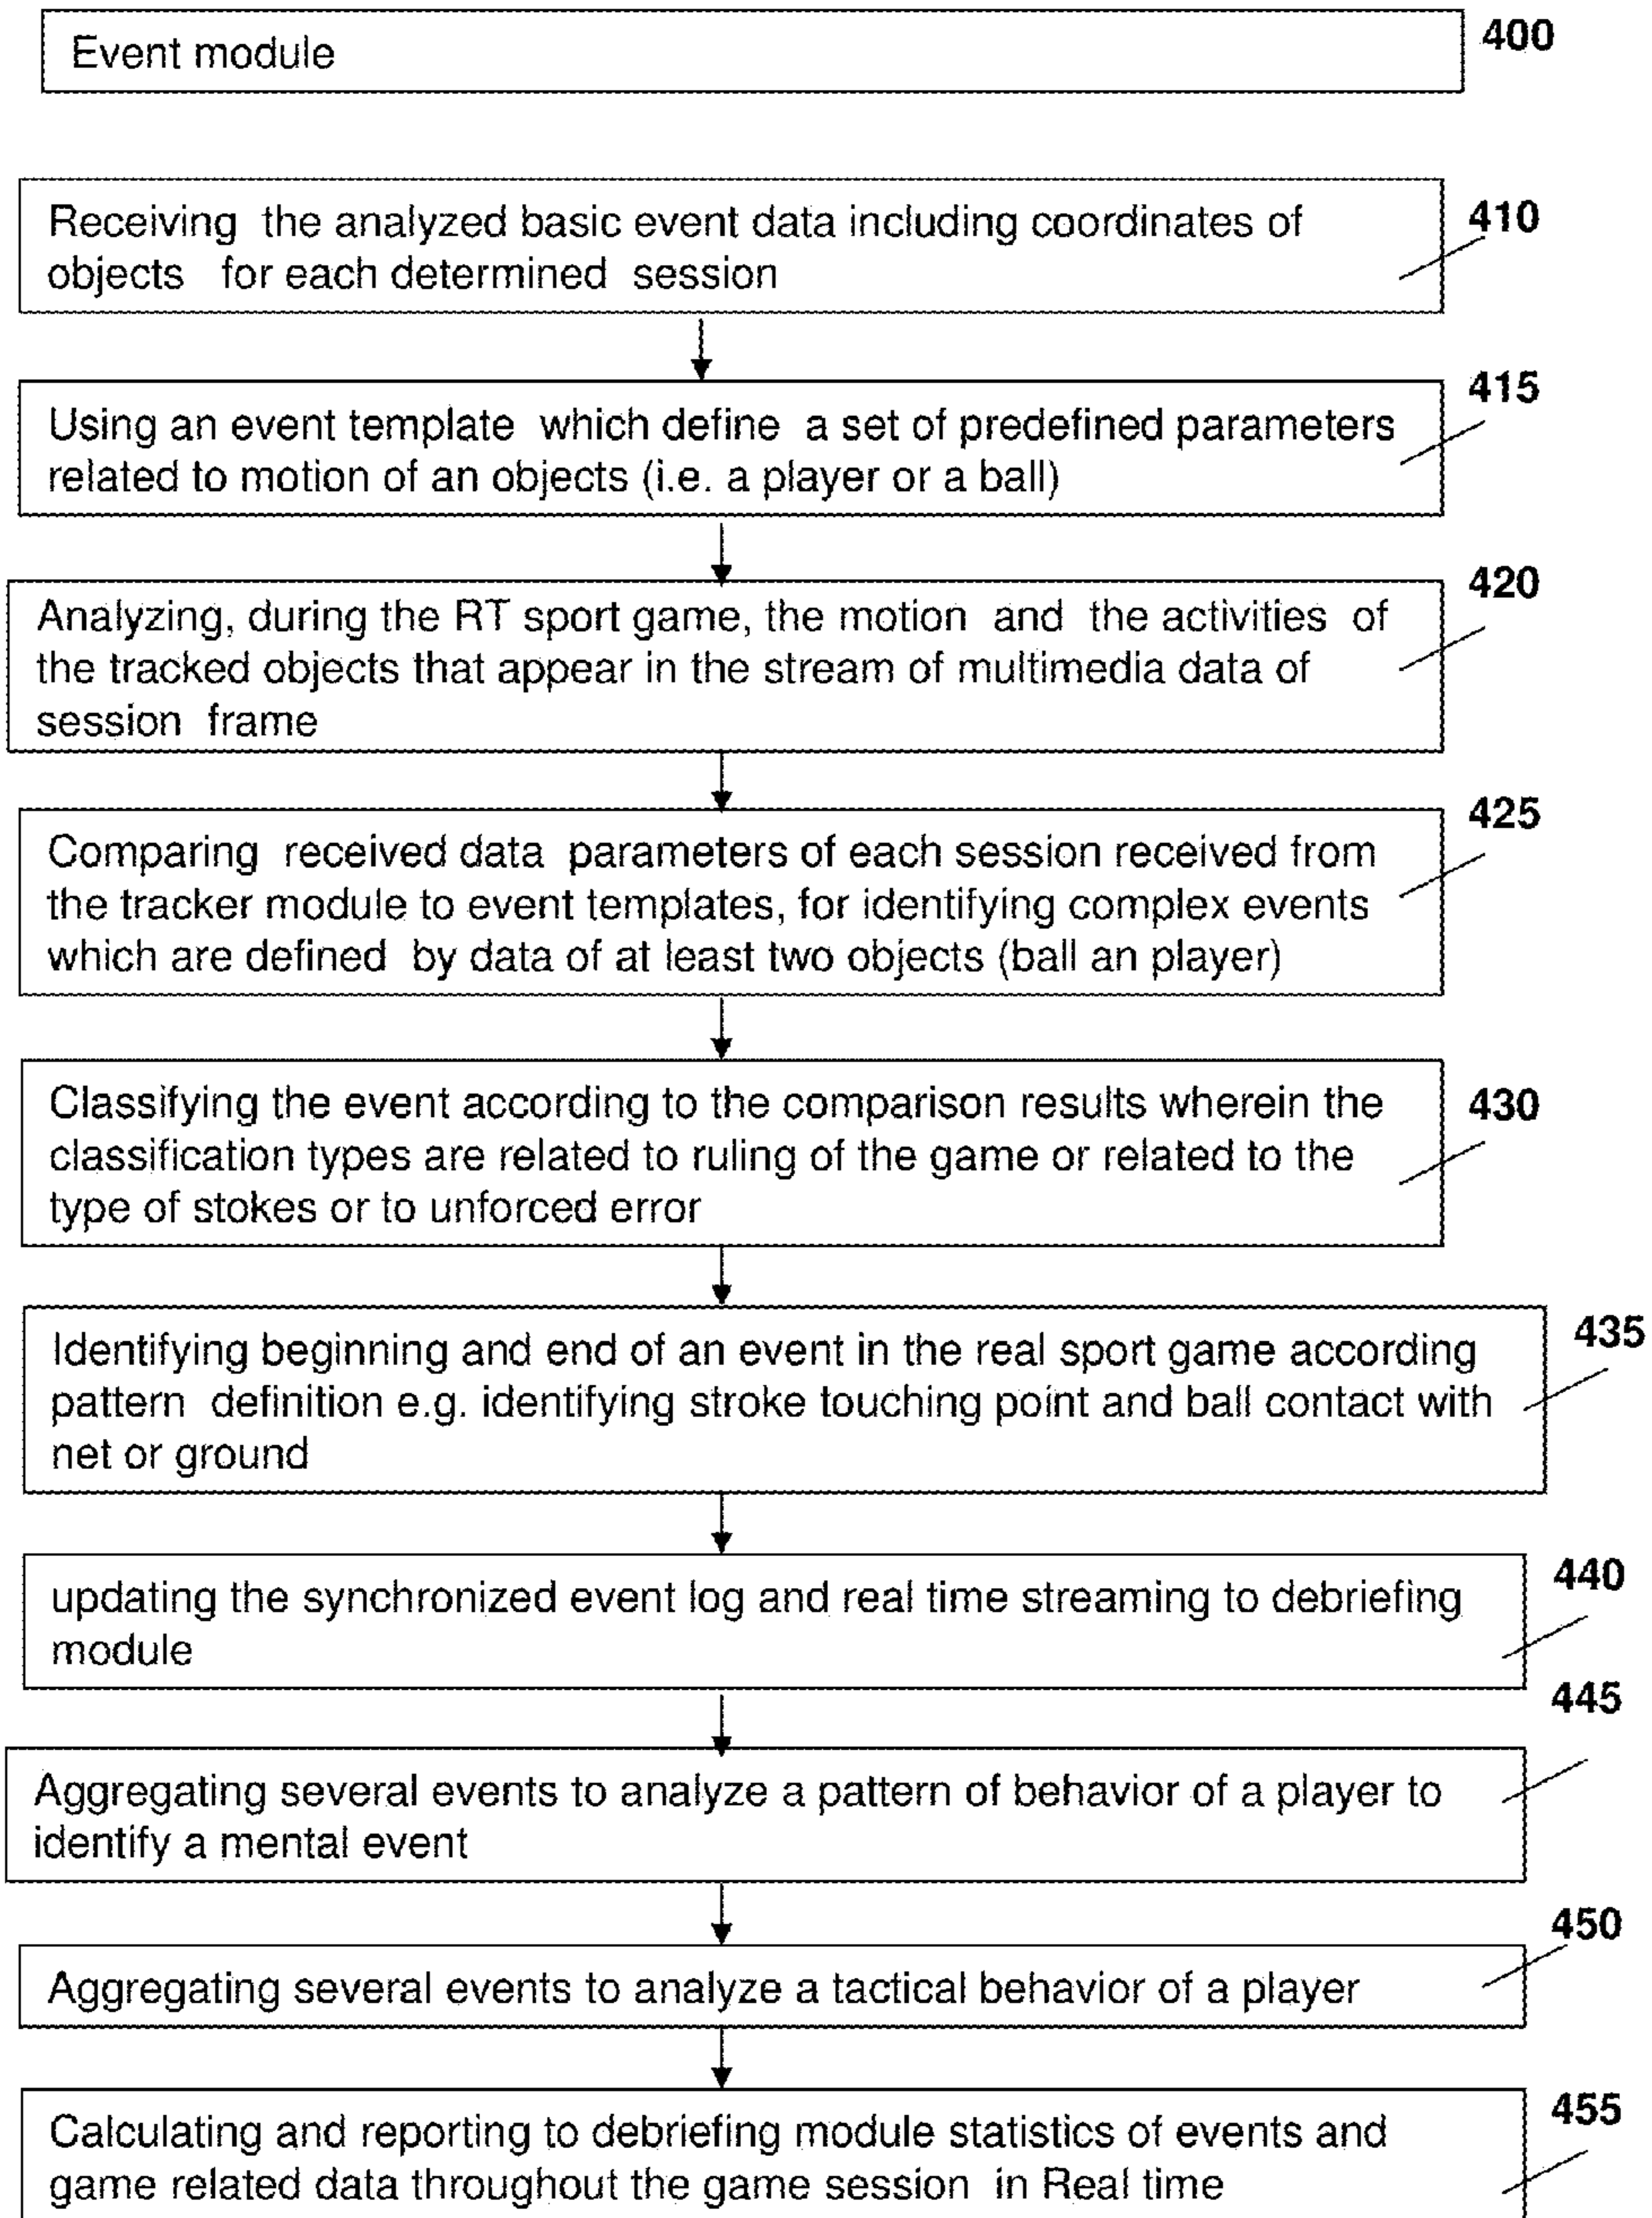 Event module
400
Receiving the analyzed basic event data including coordinates of
objects for each determined session
410
Using an event template which define a set of predefined parameters
related to motion of an objects (i.e. a player or a ball)
415
Analyzing, during the RT sport game, the motion and the activities of
the tracked objects that appear in the stream of multimedia data of
session frame
420
Comparing received data parameters of each session received from
the tracker module to event templates, for identifying complex events
which are defined by data of at least two objects (ball an player)
425
Classifying the event according to the comparison results wherein the
classification types are related to ruling of the game or related to the
type of stokes or to unforced error
430
Identifying beginning and end of an event in the real sport game according
pattern definition e.g. identifying stroke touching point and ball contact with
net or ground
435
updating the synchronized event log and real time streaming to debriefing
module
440
Aggregating several events to analyze a pattern of behavior of a player to
identify a mental event
445
Aggregating several events to analyze a tactical behavior of a player
450
Calculating and reporting to debriefing module statistics of events and
game related data throughout the game session in Real time
455